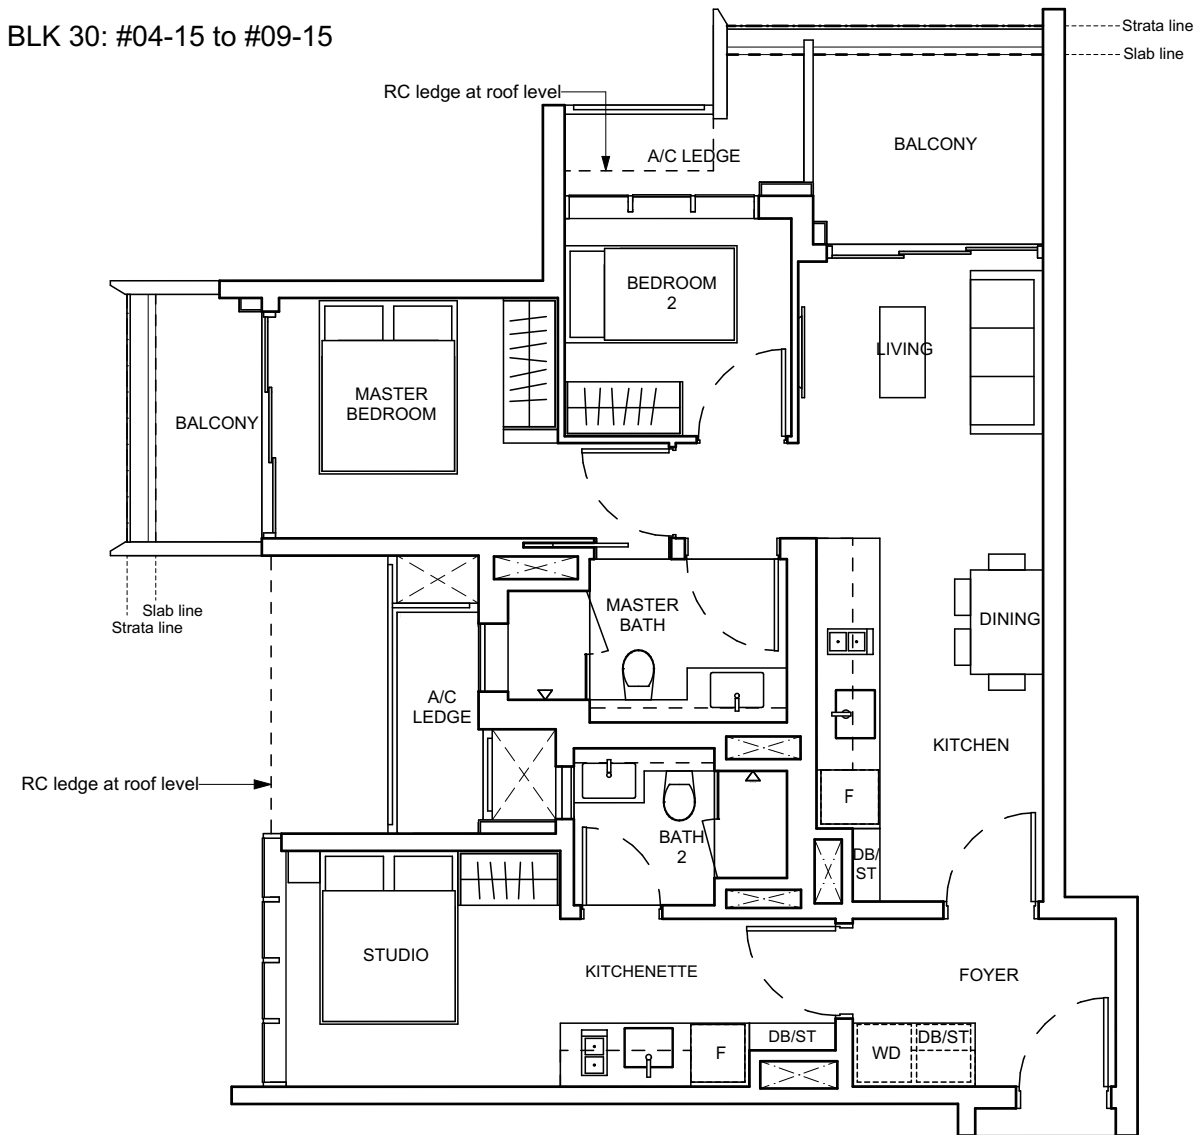 BLK 30: #04-15 to #09-15
Strata line
Slab line
RC ledge at roof level
A/C LEDGE
BALCONY
BEDROOM
2
LIVING
MASTER
BEDROOM
BALCONY
Slab line
Strata line
MASTER
BATH
DINING
A/C
LEDGE
KITCHEN
RC ledge at roof level
F
BATH
2
DB/
ST
STUDIO
KITCHENETTE
FOYER
F
DB/ST
WD
DB/ST